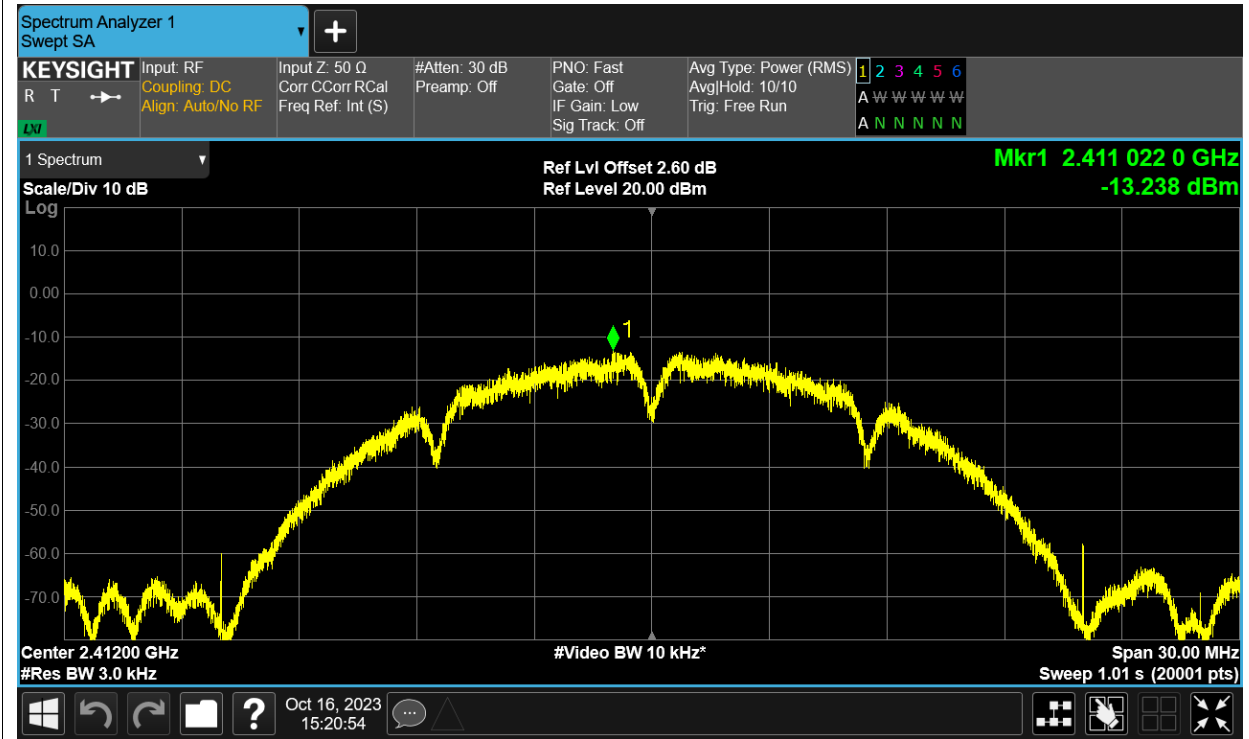 Spectrum Analyzer 1
Swept SA
KEYSIGHT
R T
LXI
Input: RF
Coupling: DC
Align: Auto/No RF
Input Z: 50 Ω
Corr CCorr RCal
Freq Ref: Int (S)
#Atten: 30 dB
Preamp: Off
PNO: Fast
Gate: Off
IF Gain: Low
Sig Track: Off
Avg Type: Power (RMS)
Avg|Hold: 10/10
Trig: Free Run
1 2 3 4 5 6
A W W W W W
A N N N N N
1 Spectrum
Scale/Div 10 dB
Log
Ref Lvl Offset 2.60 dB
Ref Level 20.00 dBm
Mkr1 2.411 022 0 GHz
-13.238 dBm
10.0
0.00
-10.0
-20.0
-30.0
-40.0
-50.0
-60.0
-70.0
1
Center 2.41200 GHz
#Res BW 3.0 kHz
#Video BW 10 kHz*
Span 30.00 MHz
Sweep 1.01 s (20001 pts)
?
Oct 16, 2023
15:20:54